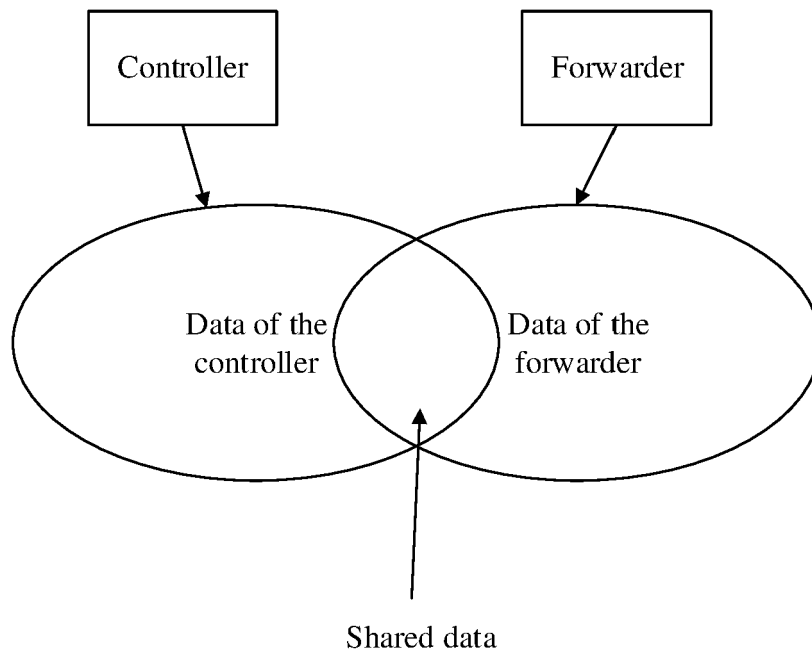 Controller
Forwarder
Data of the
controller
Data of the
forwarder
Shared data